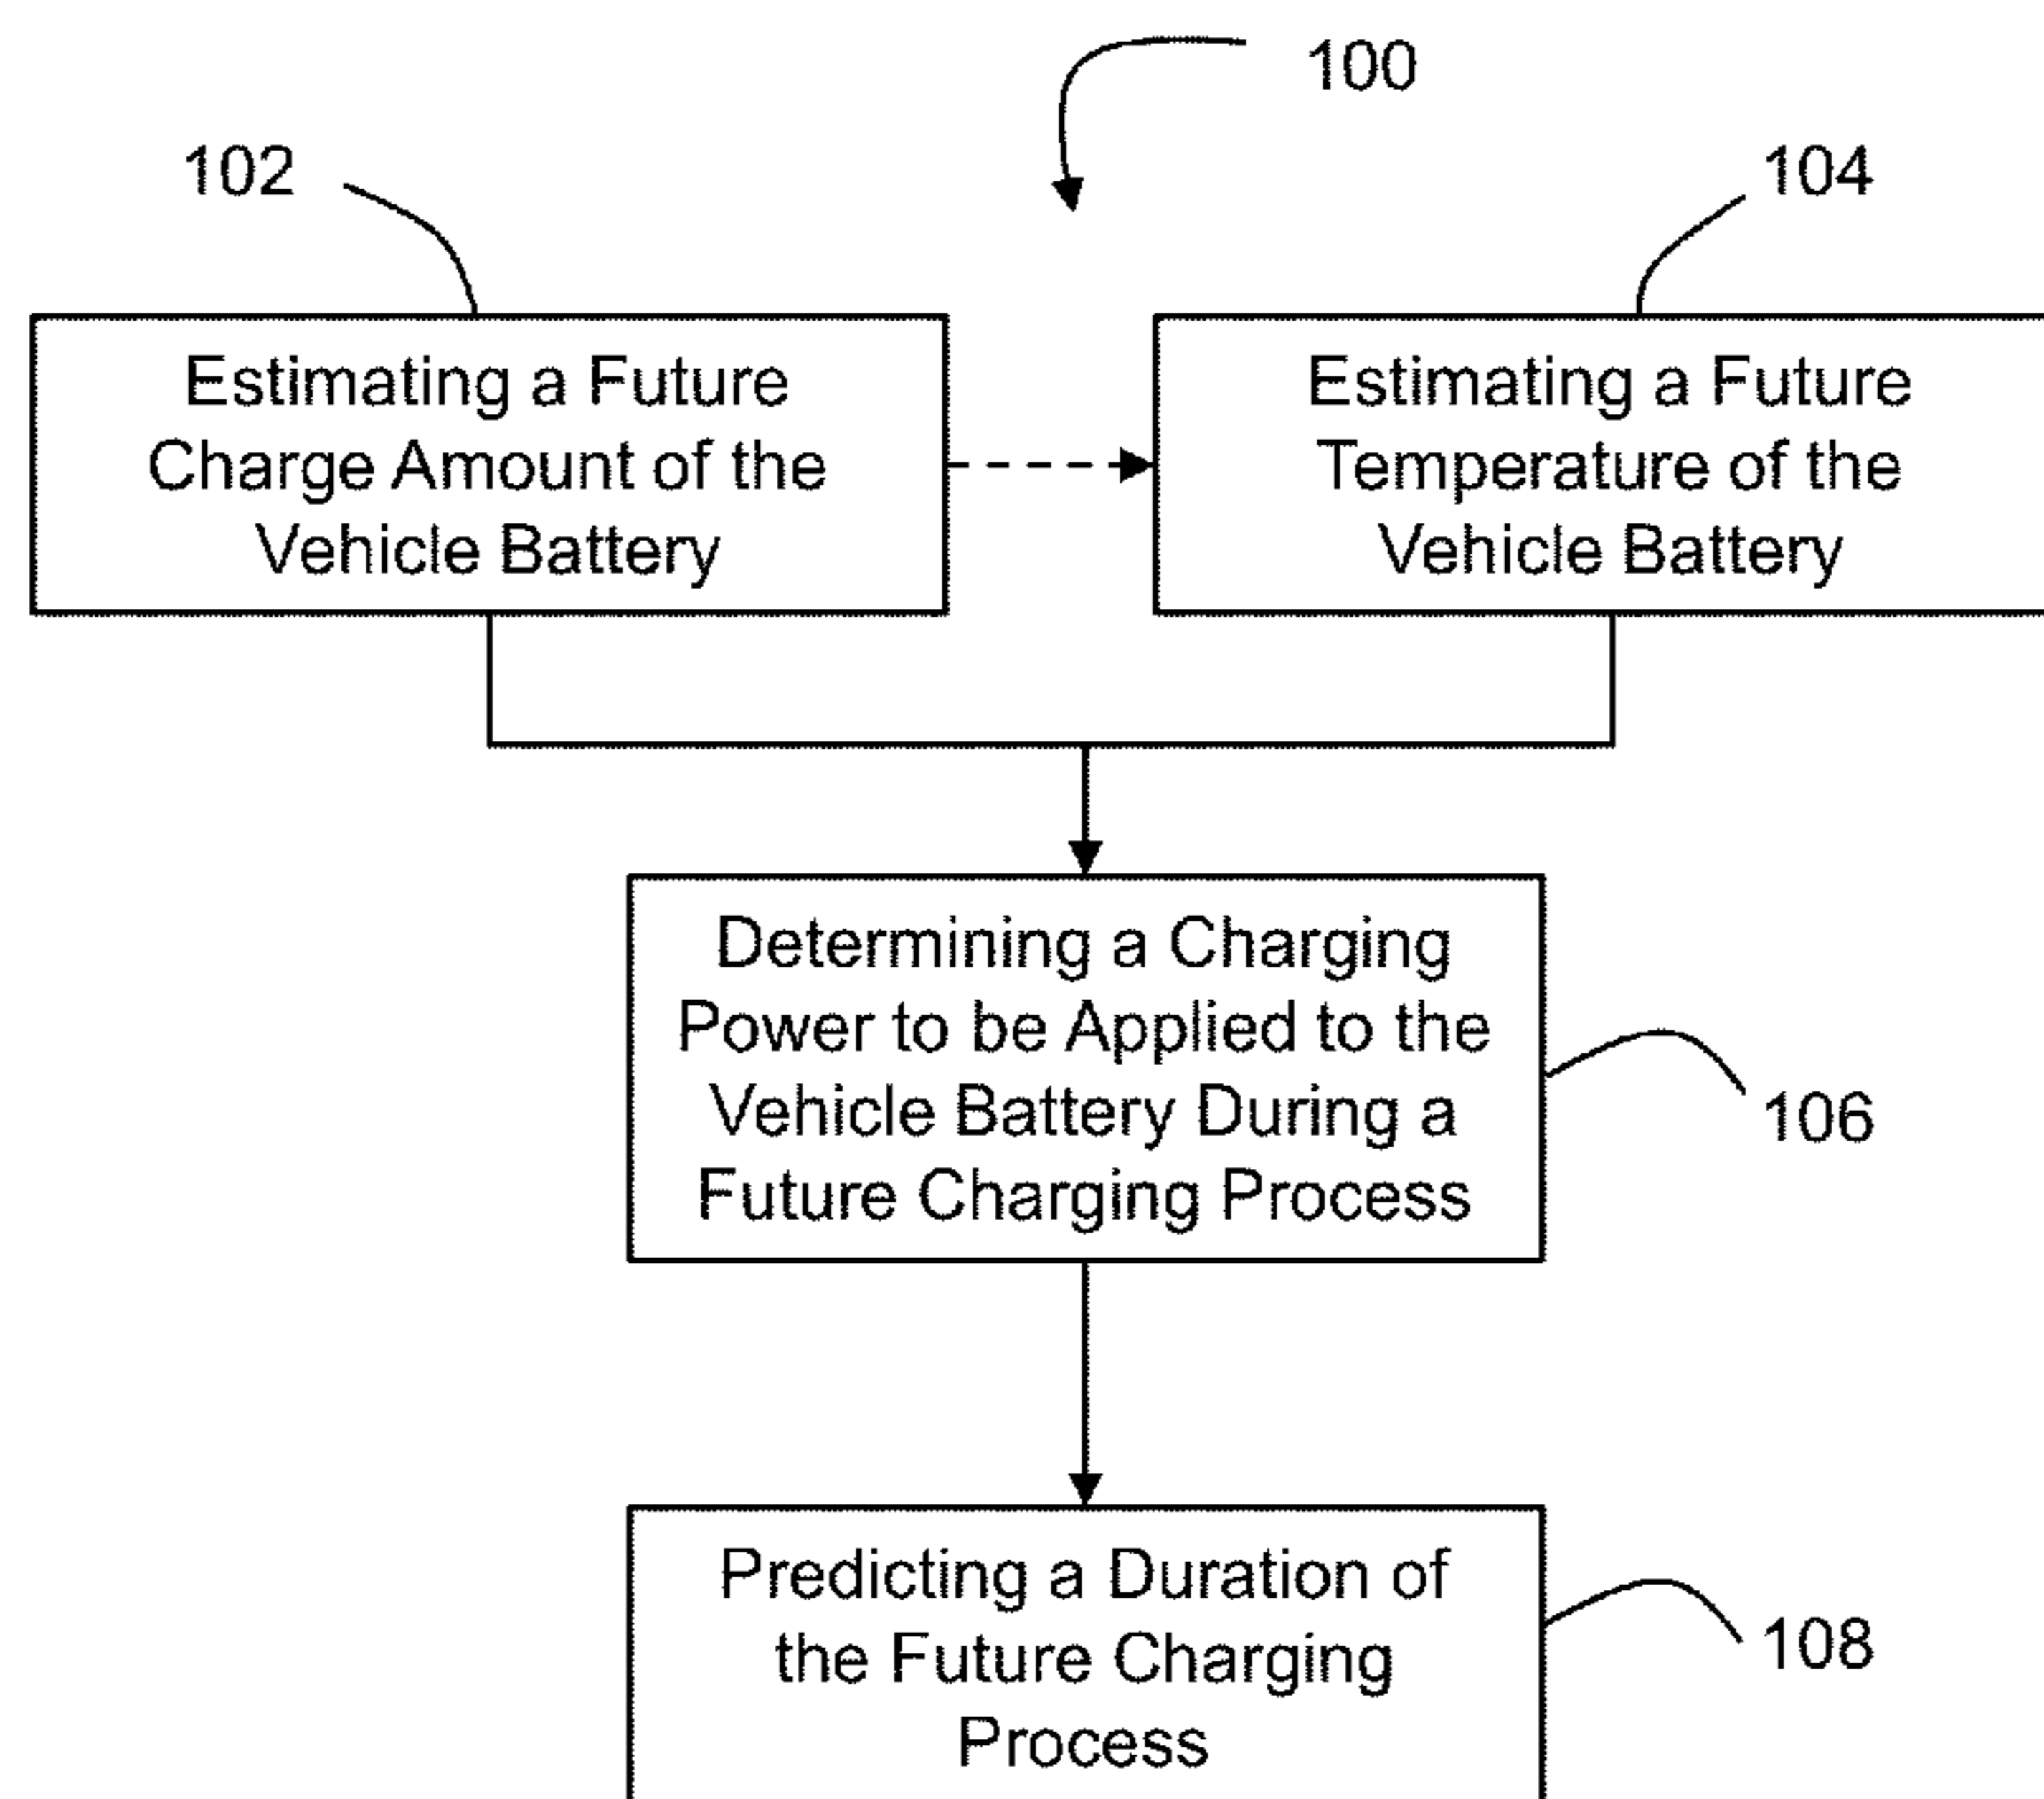 100
102
104
Estimating a Future
Charge Amount of the
Vehicle Battery
Estimating a Future
Temperature of the
Vehicle Battery
Determining a Charging
Power to be Applied to the
Vehicle Battery During a
Future Charging Process
106
Predicting a Duration of
the Future Charging
Process
108